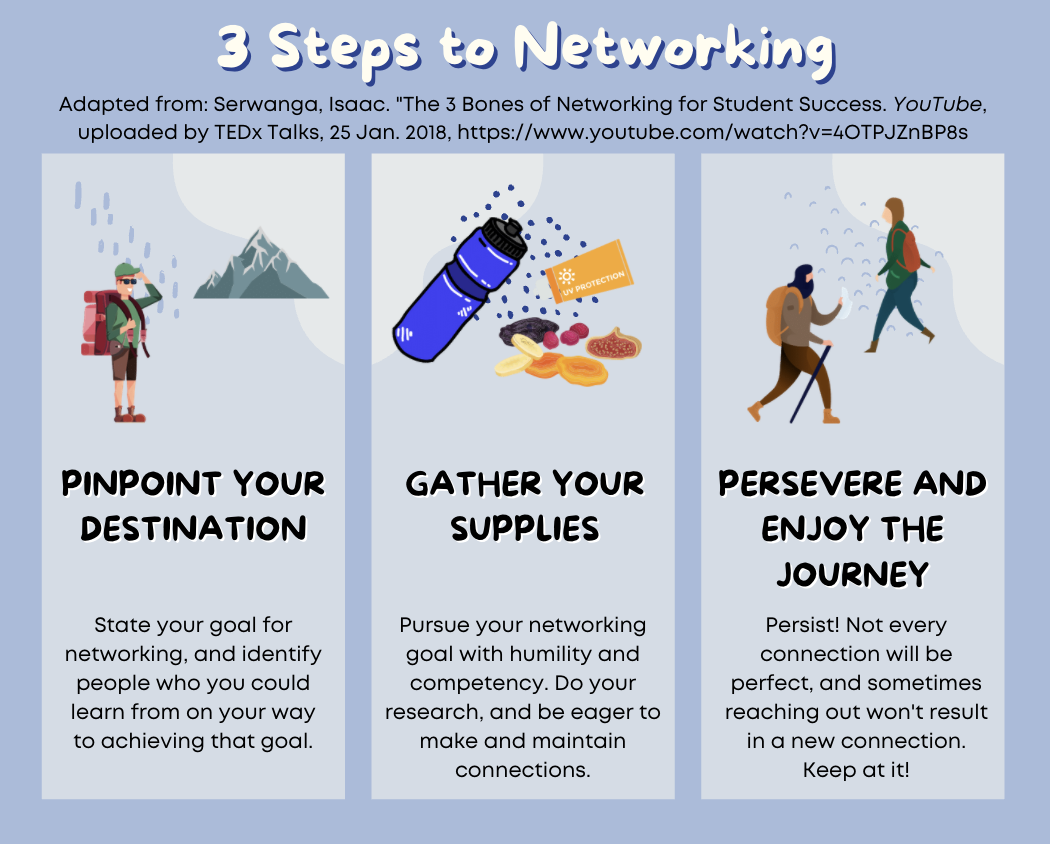 3 Steps to Networking
Adapted from: Serwanga, Isaac. "The 3 Bones of Networking for Student Success. YouTube,
uploaded by TEDx Talks, 25 Jan. 2018, https://www.youtube.com/watch?v=4OTPJZnBP8s
UV PROTECTION
PINPOINT YOUR
DESTINATION
State your goal for
networking, and identify
people who you could
learn from on your way
to achieving that goal.
GATHER YOUR
SUPPLIES
Pursue your networking
goal with humility and
competency. Do your
research, and be eager to
make and maintain
connections.
PERSEVERE AND
ENJOY THE
JOURNEY
Persist! Not every
connection will be
perfect, and sometimes
reaching out won't result
in a new connection.
Keep at it!